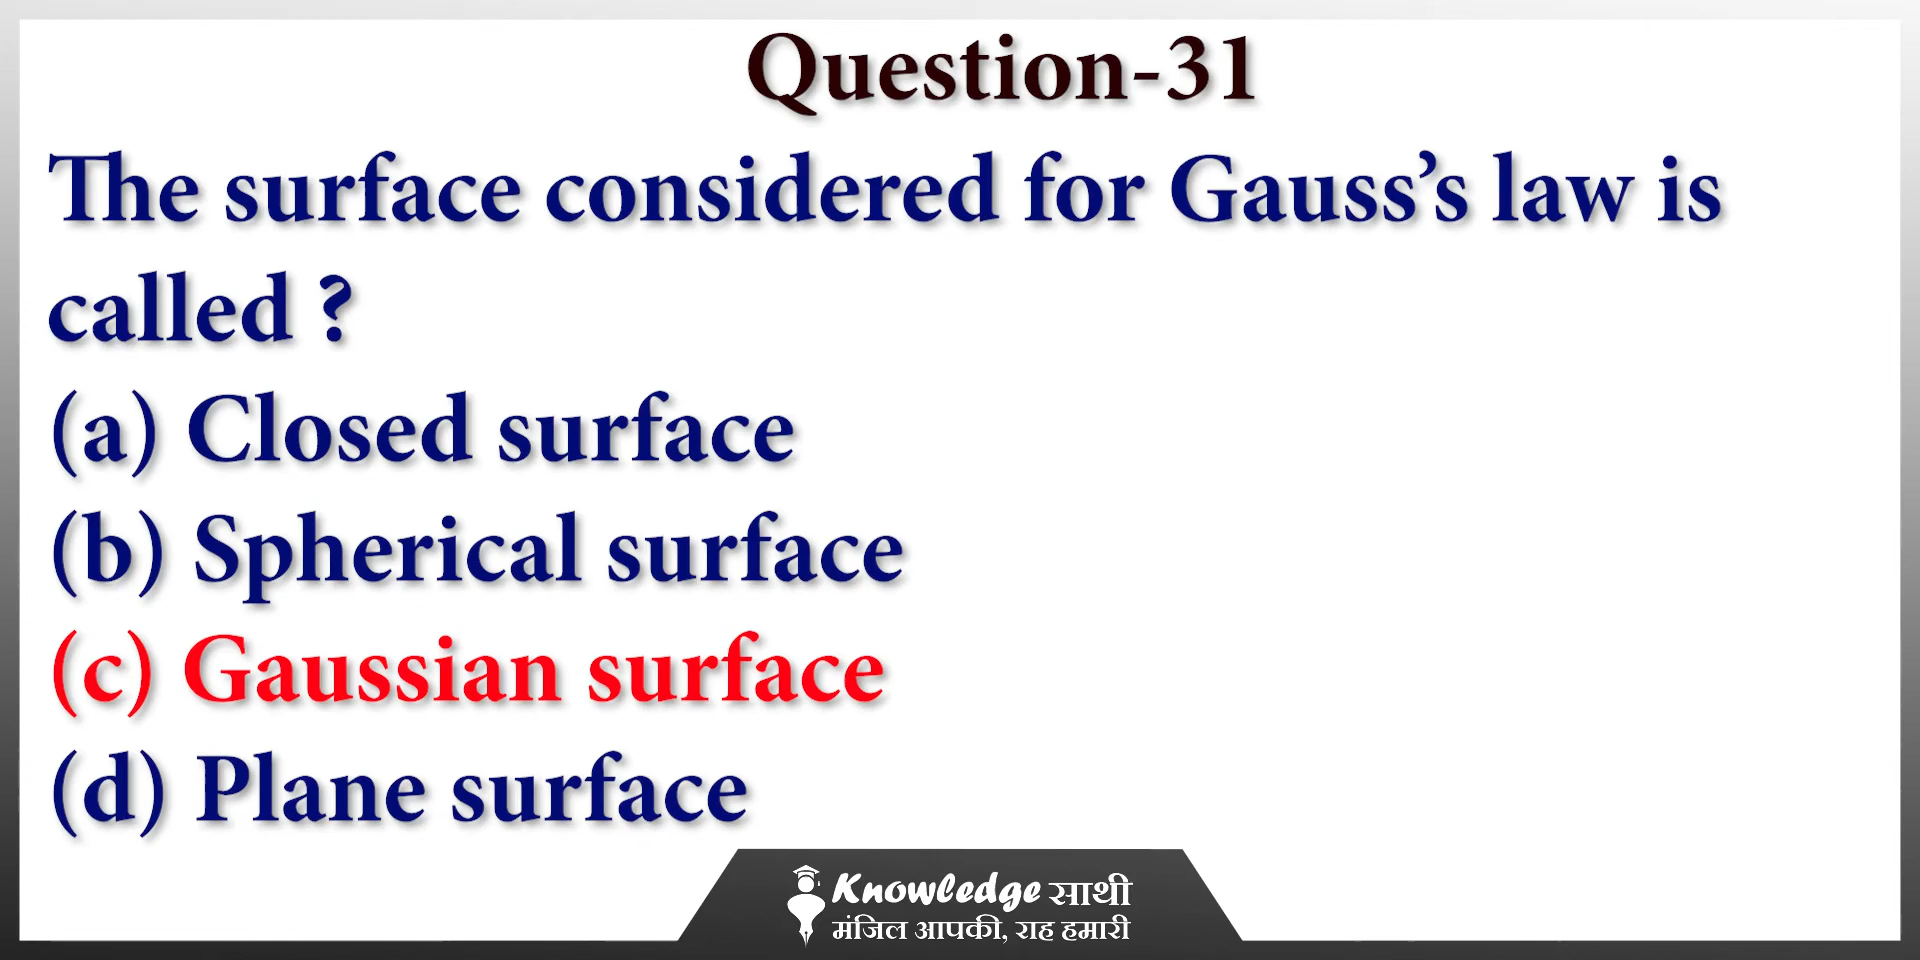 Question-31
The surface considered for Gauss’s law is
called ?
(a) Closed surface
(b) Spherical surface
(c) Gaussian surface
(d) Plane surface
Knowledge साथी
मंजिल आपकी, राह हमारी